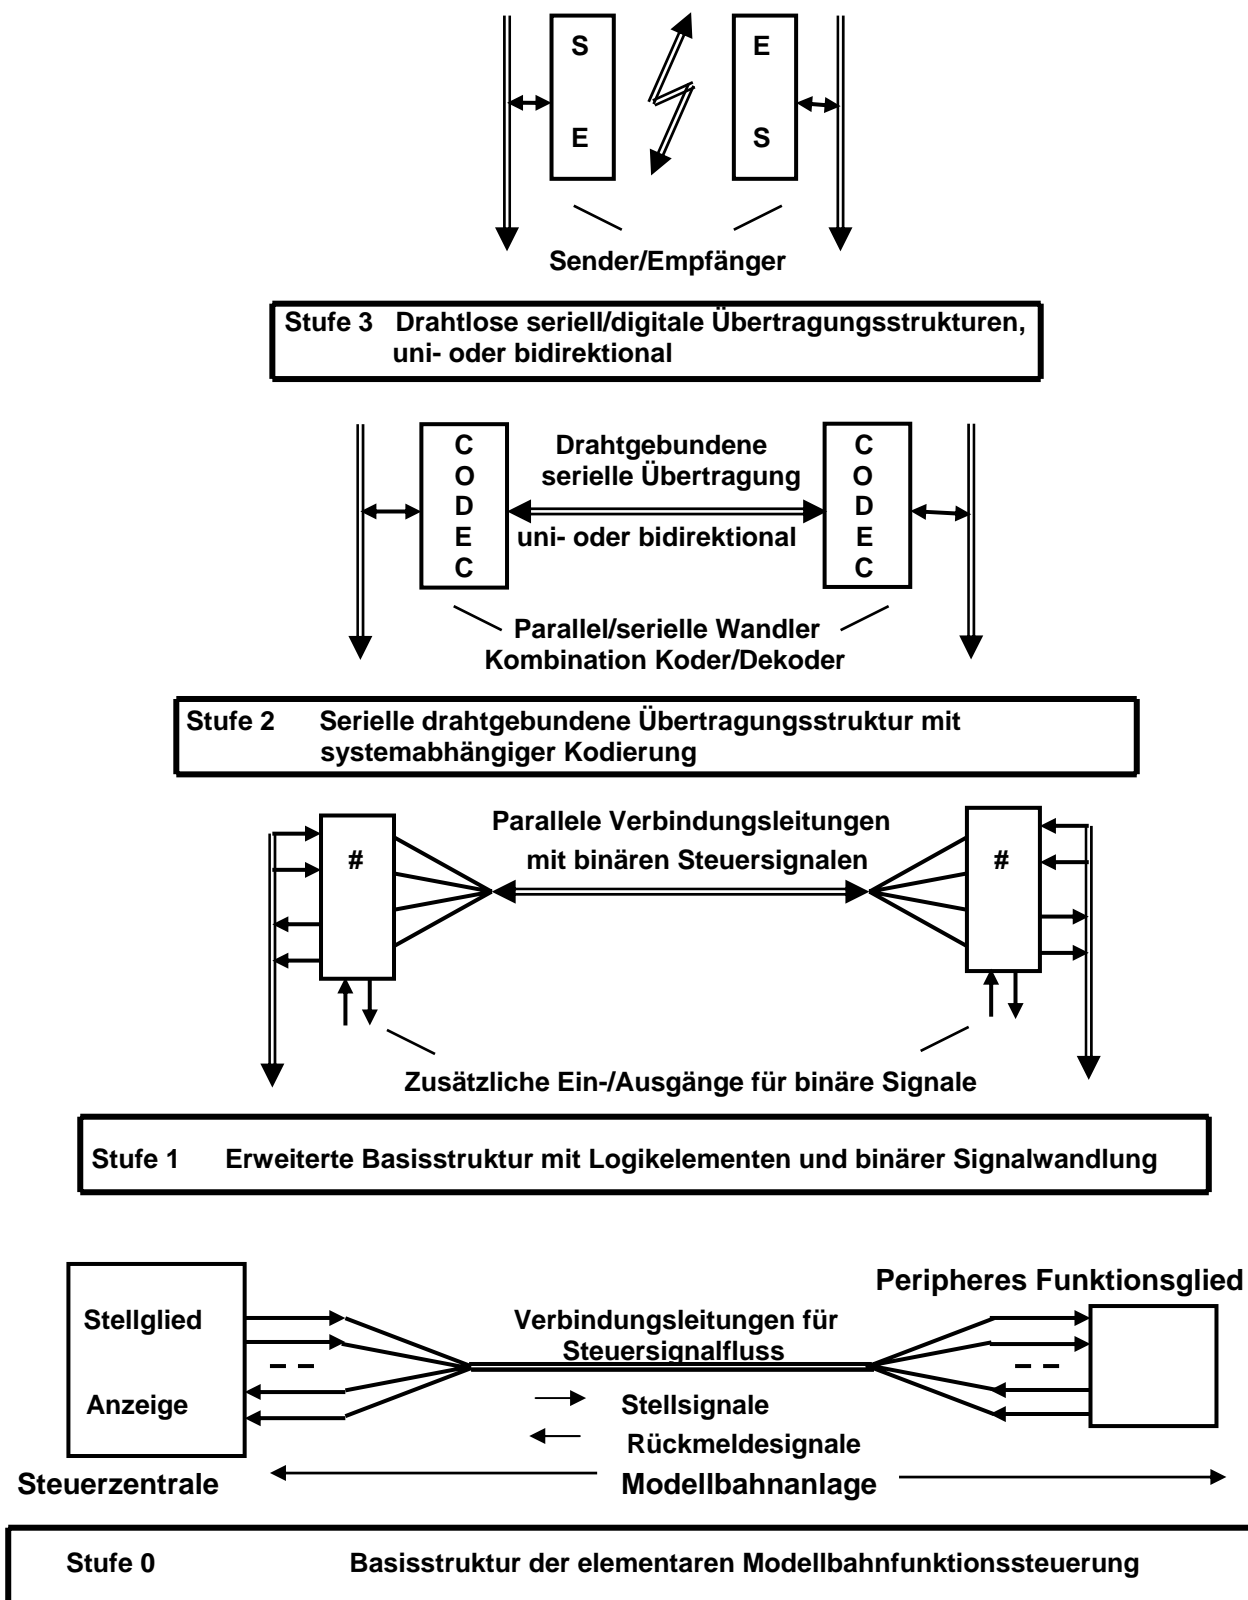 S
E
E
S
Sender/Empfänger
Stufe 3 Drahtlose seriell/digitale Übertragungsstrukturen,
uni- oder bidirektional
C
O
D
E
C
Drahtgebundene
serielle Übertragung
uni- oder bidirektional
C
O
D
E
C
Parallel/serielle Wandler
Kombination Koder/Dekoder
Stufe 2 Serielle drahtgebundene Übertragungsstruktur mit
systemabhängiger Kodierung
#
Parallele Verbindungsleitungen
mit binären Steuersignalen
#
Zusätzliche Ein-/Ausgänge für binäre Signale
Stufe 1 Erweiterte Basisstruktur mit Logikelementen und binärer Signalwandlung
Peripheres Funktionsglied
Stellglied
Verbindungsleitungen für
Steuersignalfluss
Anzeige
Stellsignale
Rückmeldesignale
Steuerzentrale
Modellbahnanlage
Stufe 0 Basisstruktur der elementaren Modellbahnfunktionssteuerung